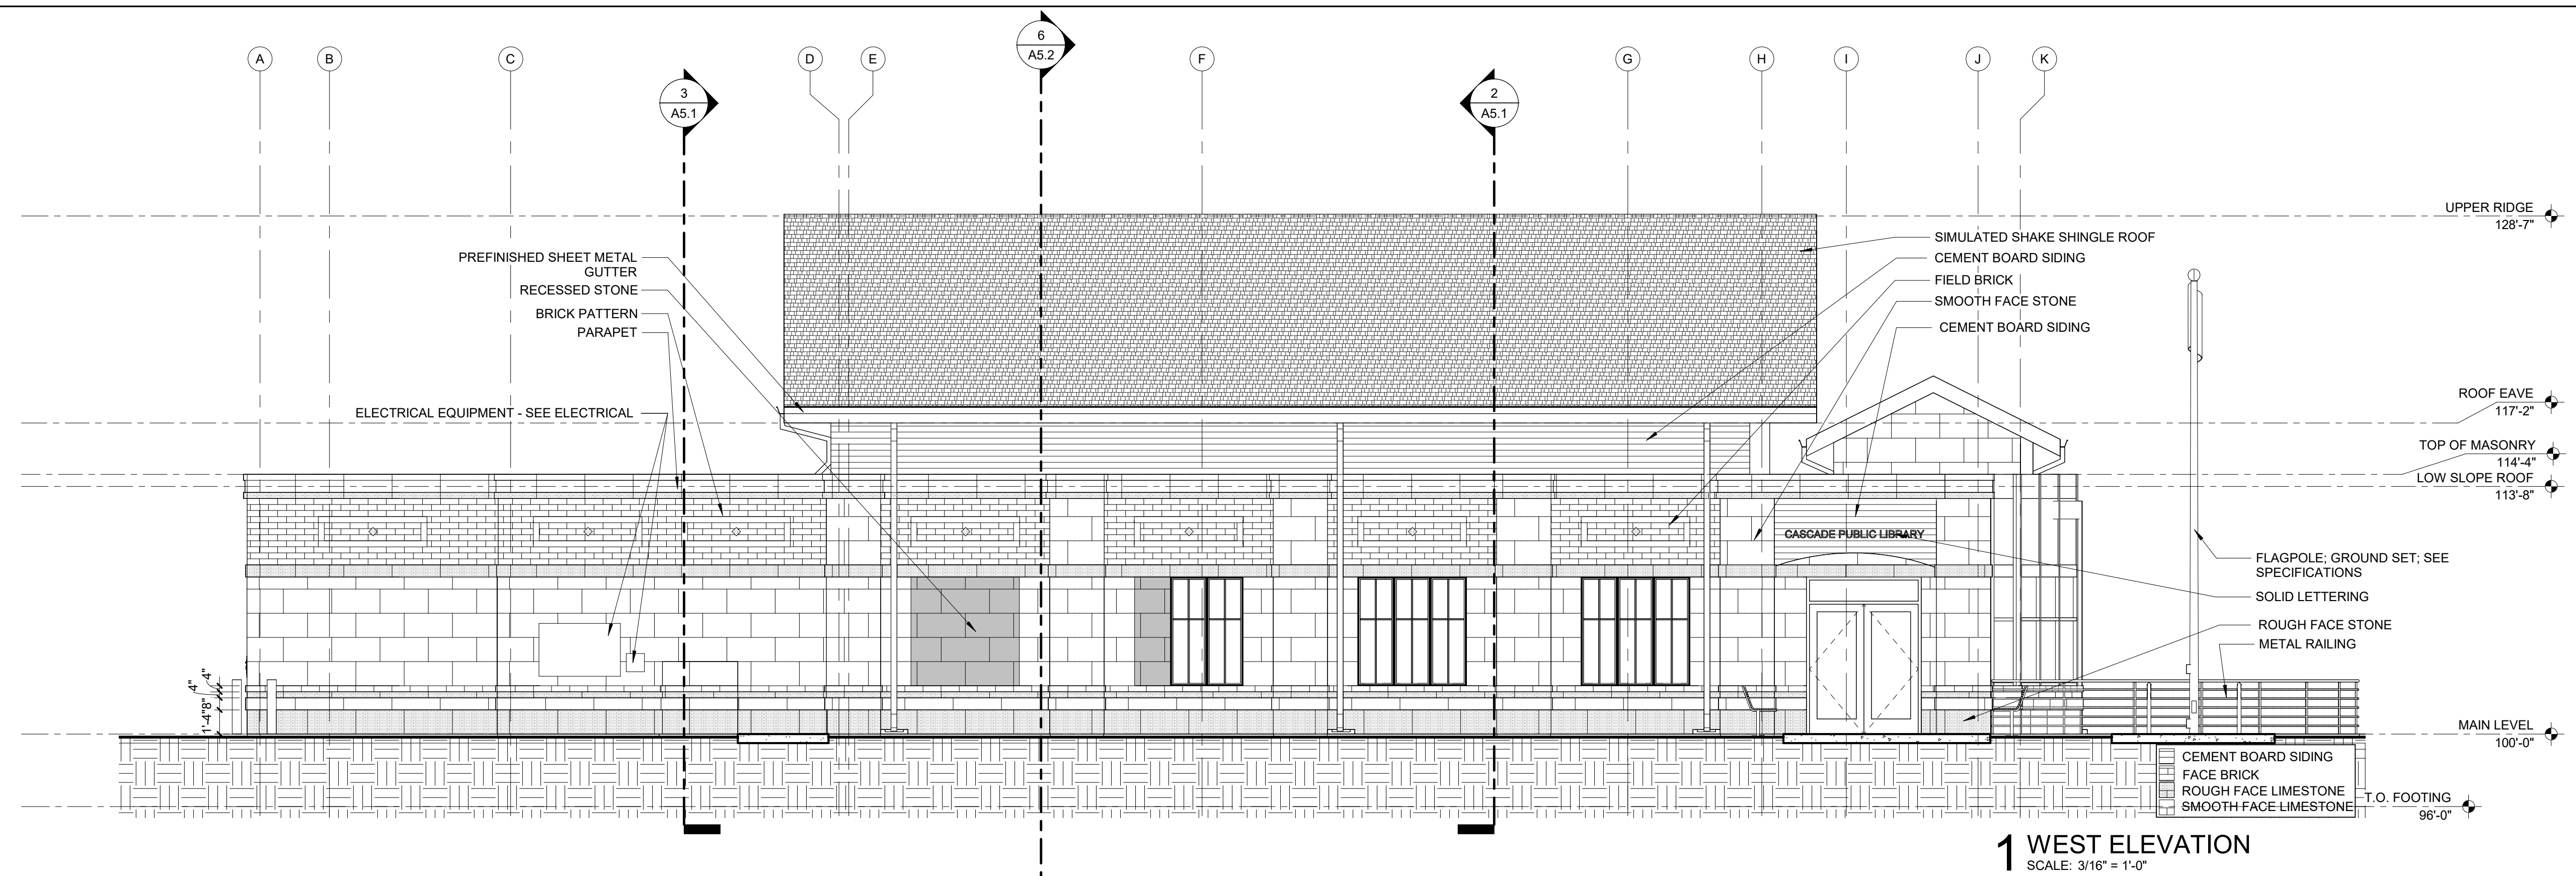 A
B
C
D
E
F
G
H
I
J
K
6
A5.2
3
A5.1
2
A5.1
UPPER RIDGE
128'-7"
ROOF EAVE
117'-2"
TOP OF MASONRY
114'-4"
LOW SLOPE ROOF
113'-8"
MAIN LEVEL
100'-0"
T.O. FOOTING
96'-0"
PREFINISHED SHEET METAL
GUTTER
RECESSED STONE
BRICK PATTERN
PARAPET
ELECTRICAL EQUIPMENT - SEE ELECTRICAL
SIMULATED SHAKE SHINGLE ROOF
CEMENT BOARD SIDING
FIELD BRICK
SMOOTH FACE STONE
CEMENT BOARD SIDING
CASCADE PUBLIC LIBRARY
FLAGPOLE; GROUND SET; SEE
SPECIFICATIONS
SOLID LETTERING
ROUGH FACE STONE
METAL RAILING
4"
4"
8"
1'-4"
CEMENT BOARD SIDING
FACE BRICK
ROUGH FACE LIMESTONE
SMOOTH FACE LIMESTONE
1 WEST ELEVATION
SCALE: 3/16" = 1'-0"